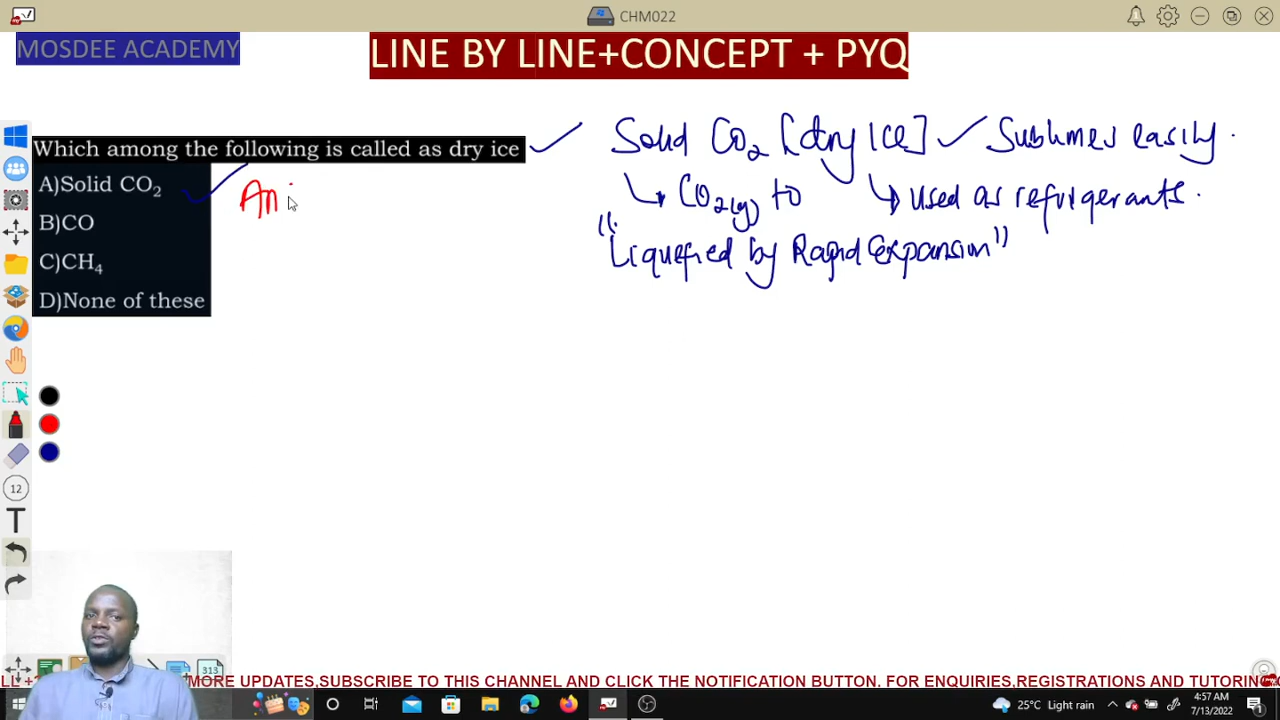 CHM022
MOSDEE ACADEMY
LINE BY LINE+CONCEPT + PYQ
Which among the following is called as dry ice
A)Solid CO₂
B)CO
C)CH₄
D)None of these
An
Solid CO₂ [dry Ice] ✓ Sublimes easily.
CO₂(g) to
used as refrigerants.
"Liquefied by Rapid Expansion"
12
T
313
MORE UPDATES,SUBSCRIBE TO THIS CHANNEL AND CLICK THE NOTIFICATION BUTTON. FOR ENQUIRIES,REGISTRATIONS AND TUTORING
25°C Light rain
4:57 AM
7/13/2022